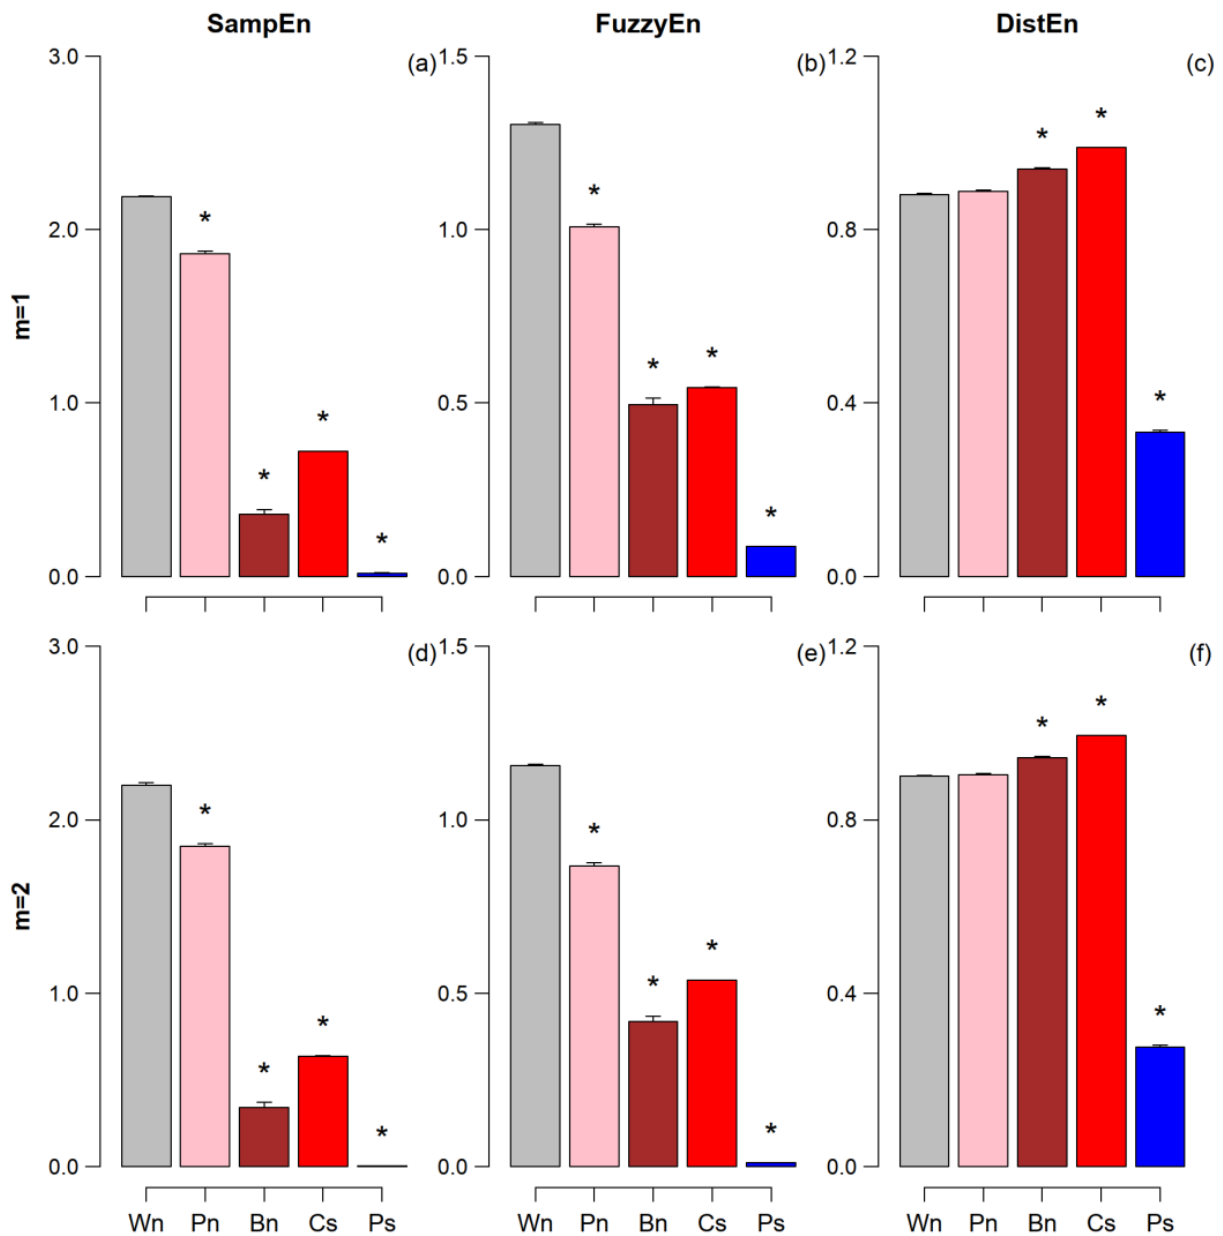 SampEn FuzzyEn DistEn
(a) (b) (c)
3.0 1.5 1.2
* * * *
2.0 1.0 0.8
m=1
* * * *
1.0 0.5 0.4
* * * *
* *
0.0 0.0 0.0
(d) (e) (f)
3.0 1.5 1.2
* * * *
2.0 1.0 0.8
m=2
* *
1.0 0.5 0.4
* * *
* * *
0.0 0.0 0.0
Wn Pn Bn Cs Ps Wn Pn Bn Cs Ps Wn Pn Bn Cs Ps